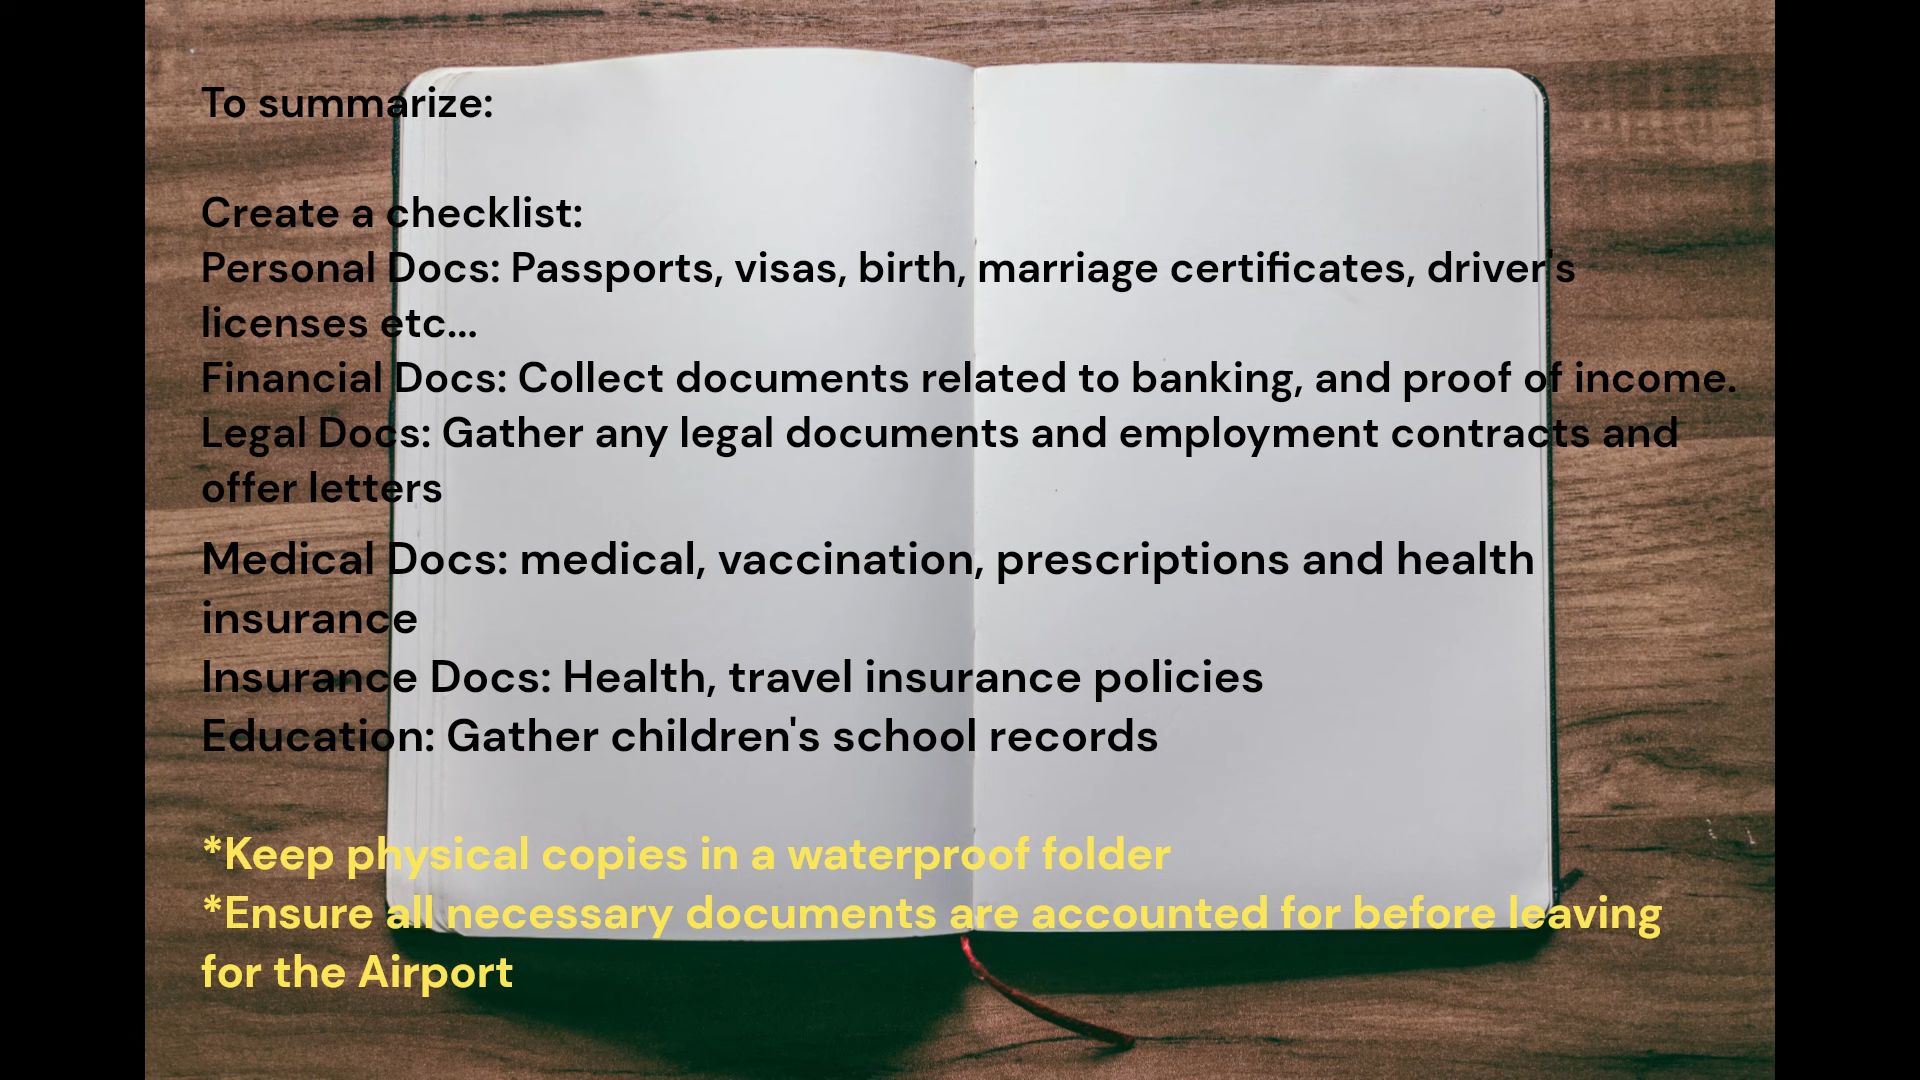 To summarize:
Create a checklist:
Personal Docs: Passports, visas, birth, marriage certificates, driver's
licenses etc...
Financial Docs: Collect documents related to banking, and proof of income.
Legal Docs: Gather any legal documents and employment contracts and
offer letters
Medical Docs: medical, vaccination, prescriptions and health
insurance
Insurance Docs: Health, travel insurance policies
Education: Gather children's school records
*Keep physical copies in a waterproof folder
*Ensure all necessary documents are accounted for before leaving
for the Airport